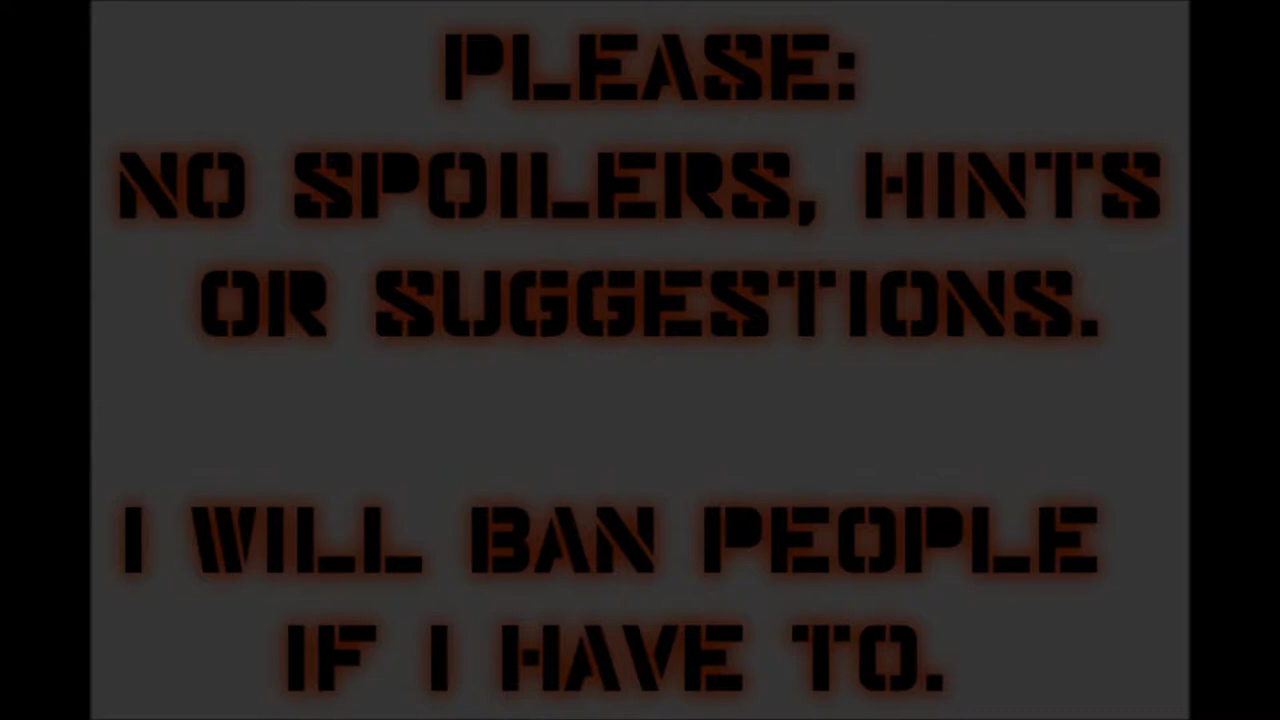 PLEASE:
NO SPOILERS, HINTS
OR SUGGESTIONS.
I WILL BAN PEOPLE
IF I HAVE TO.